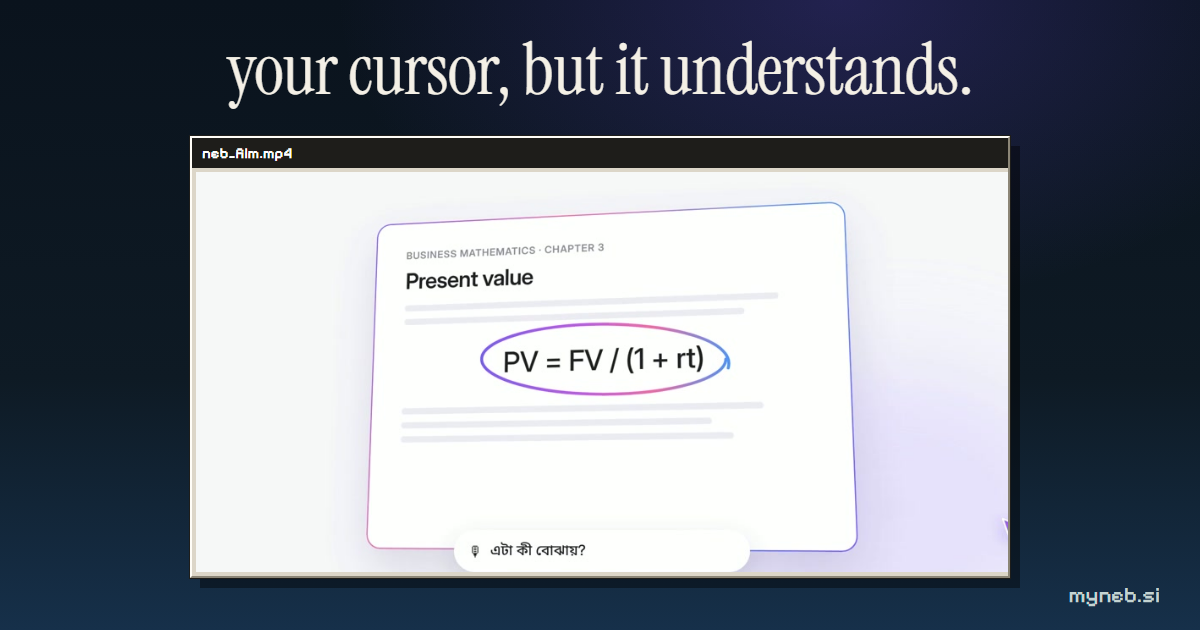 your cursor, but it understands.
neb_film.mp4
BUSINESS MATHEMATICS · CHAPTER 3
Present value
PV = FV / (1 + rt)
এটা কী বোঝায়?
myneb.si